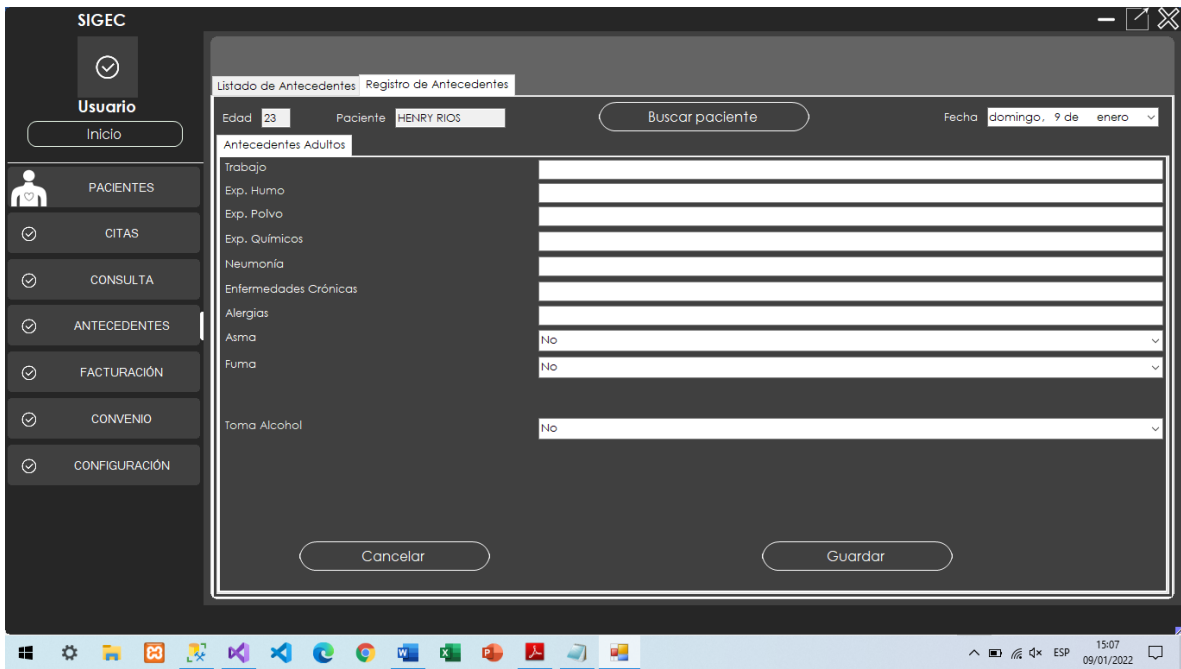 SIGEC
Usuario
Inicio
PACIENTES
CITAS
CONSULTA
ANTECEDENTES
FACTURACIÓN
CONVENIO
CONFIGURACIÓN
Listado de Antecedentes Registro de Antecedentes
Edad 23 Paciente HENRY RIOS Buscar paciente Fecha domingo, 9 de enero
Antecedentes Adultos
Trabajo
Exp. Humo
Exp. Polvo
Exp. Químicos
Neumonía
Enfermedades Crónicas
Alergias
Asma No
Fuma No
Toma Alcohol No
Cancelar Guardar
ESP 15:07
09/01/2022